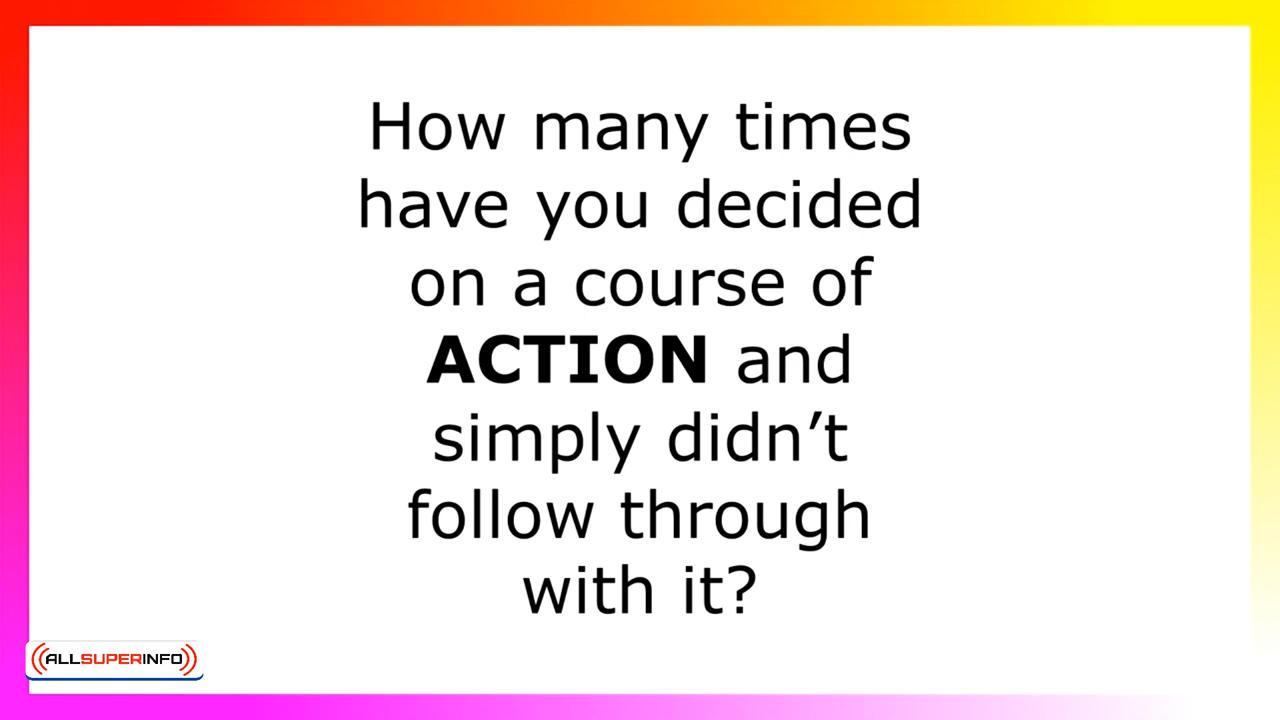 How many times
have you decided
on a course of
ACTION and
simply didn’t
follow through
with it?
ALLSUPERINFO